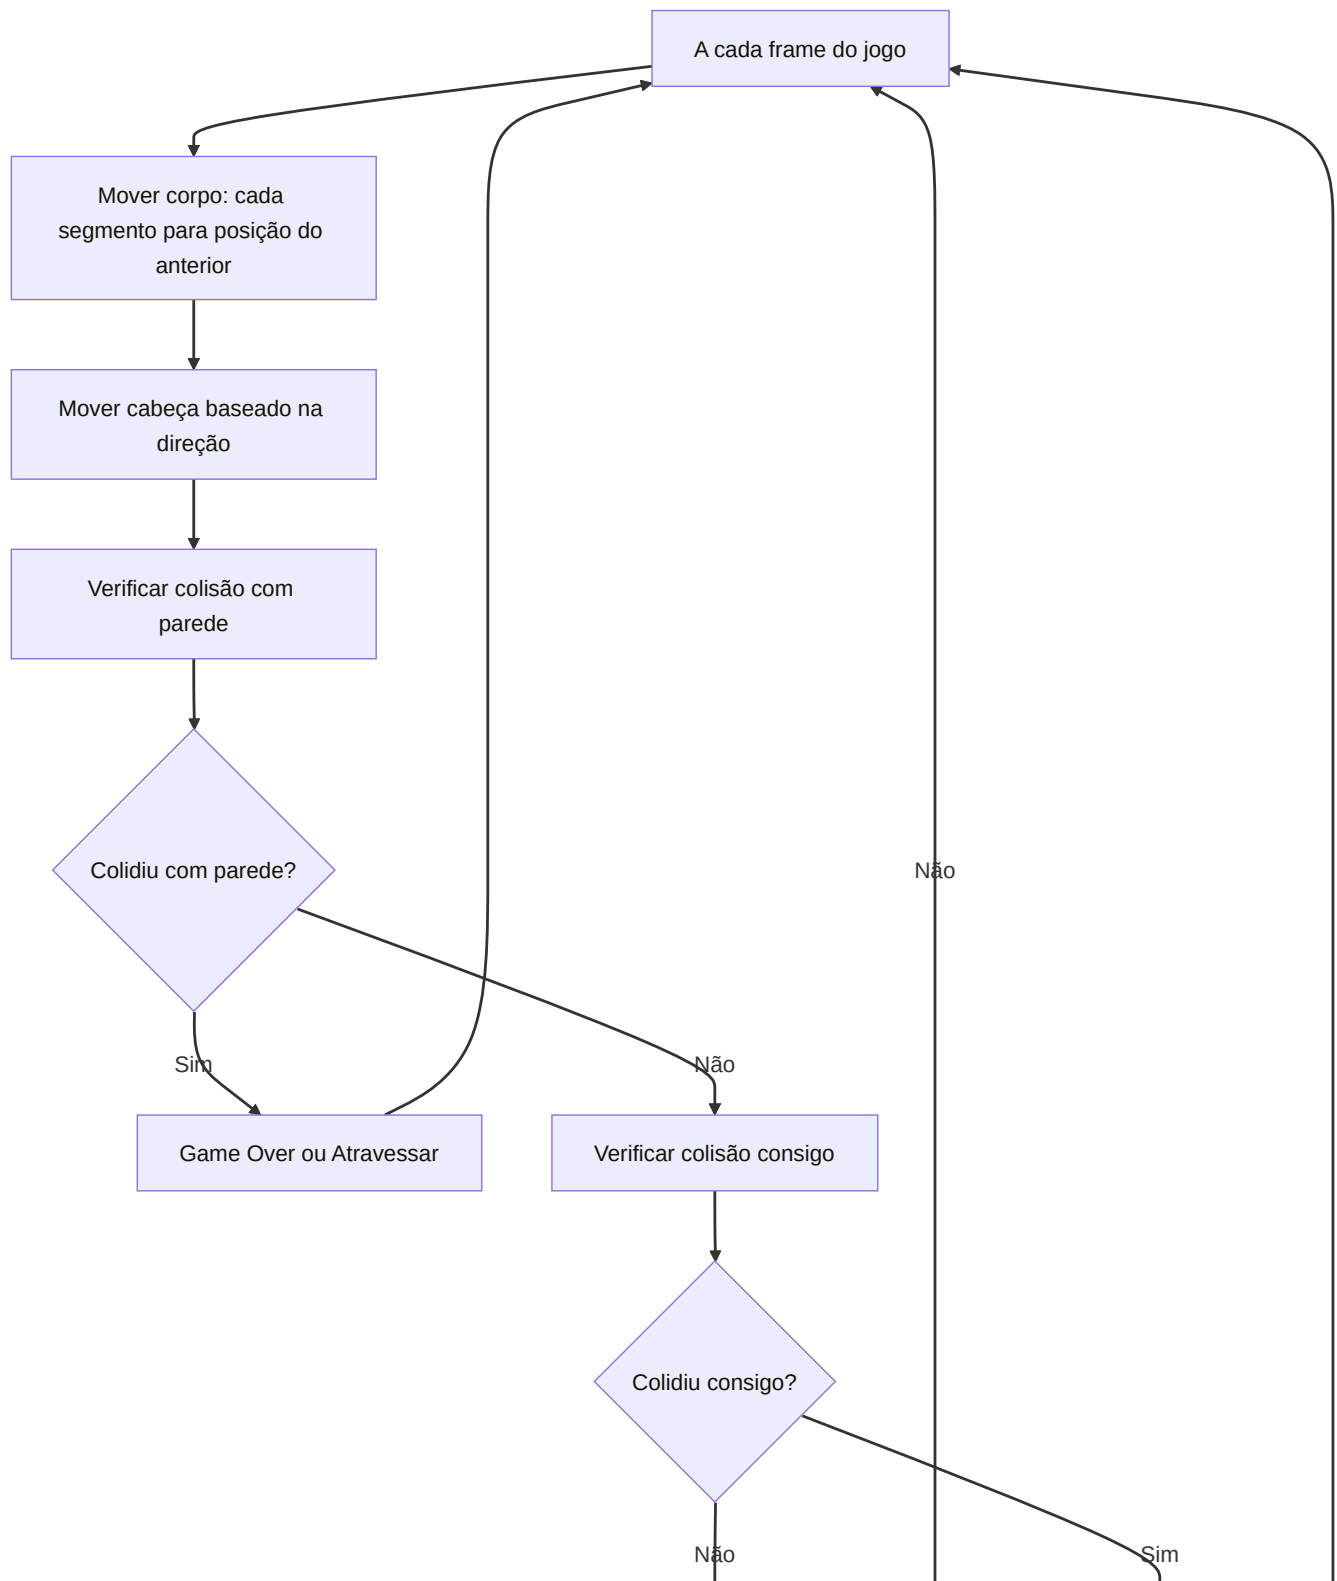 A cada frame do jogo
Mover corpo: cada
segmento para posição do
anterior
Mover cabeça baseado na
direção
Verificar colisão com
parede
Colidiu com parede?
Não
Sim
Não
Game Over ou Atravessar
Verificar colisão consigo
Colidiu consigo?
Não
Sim